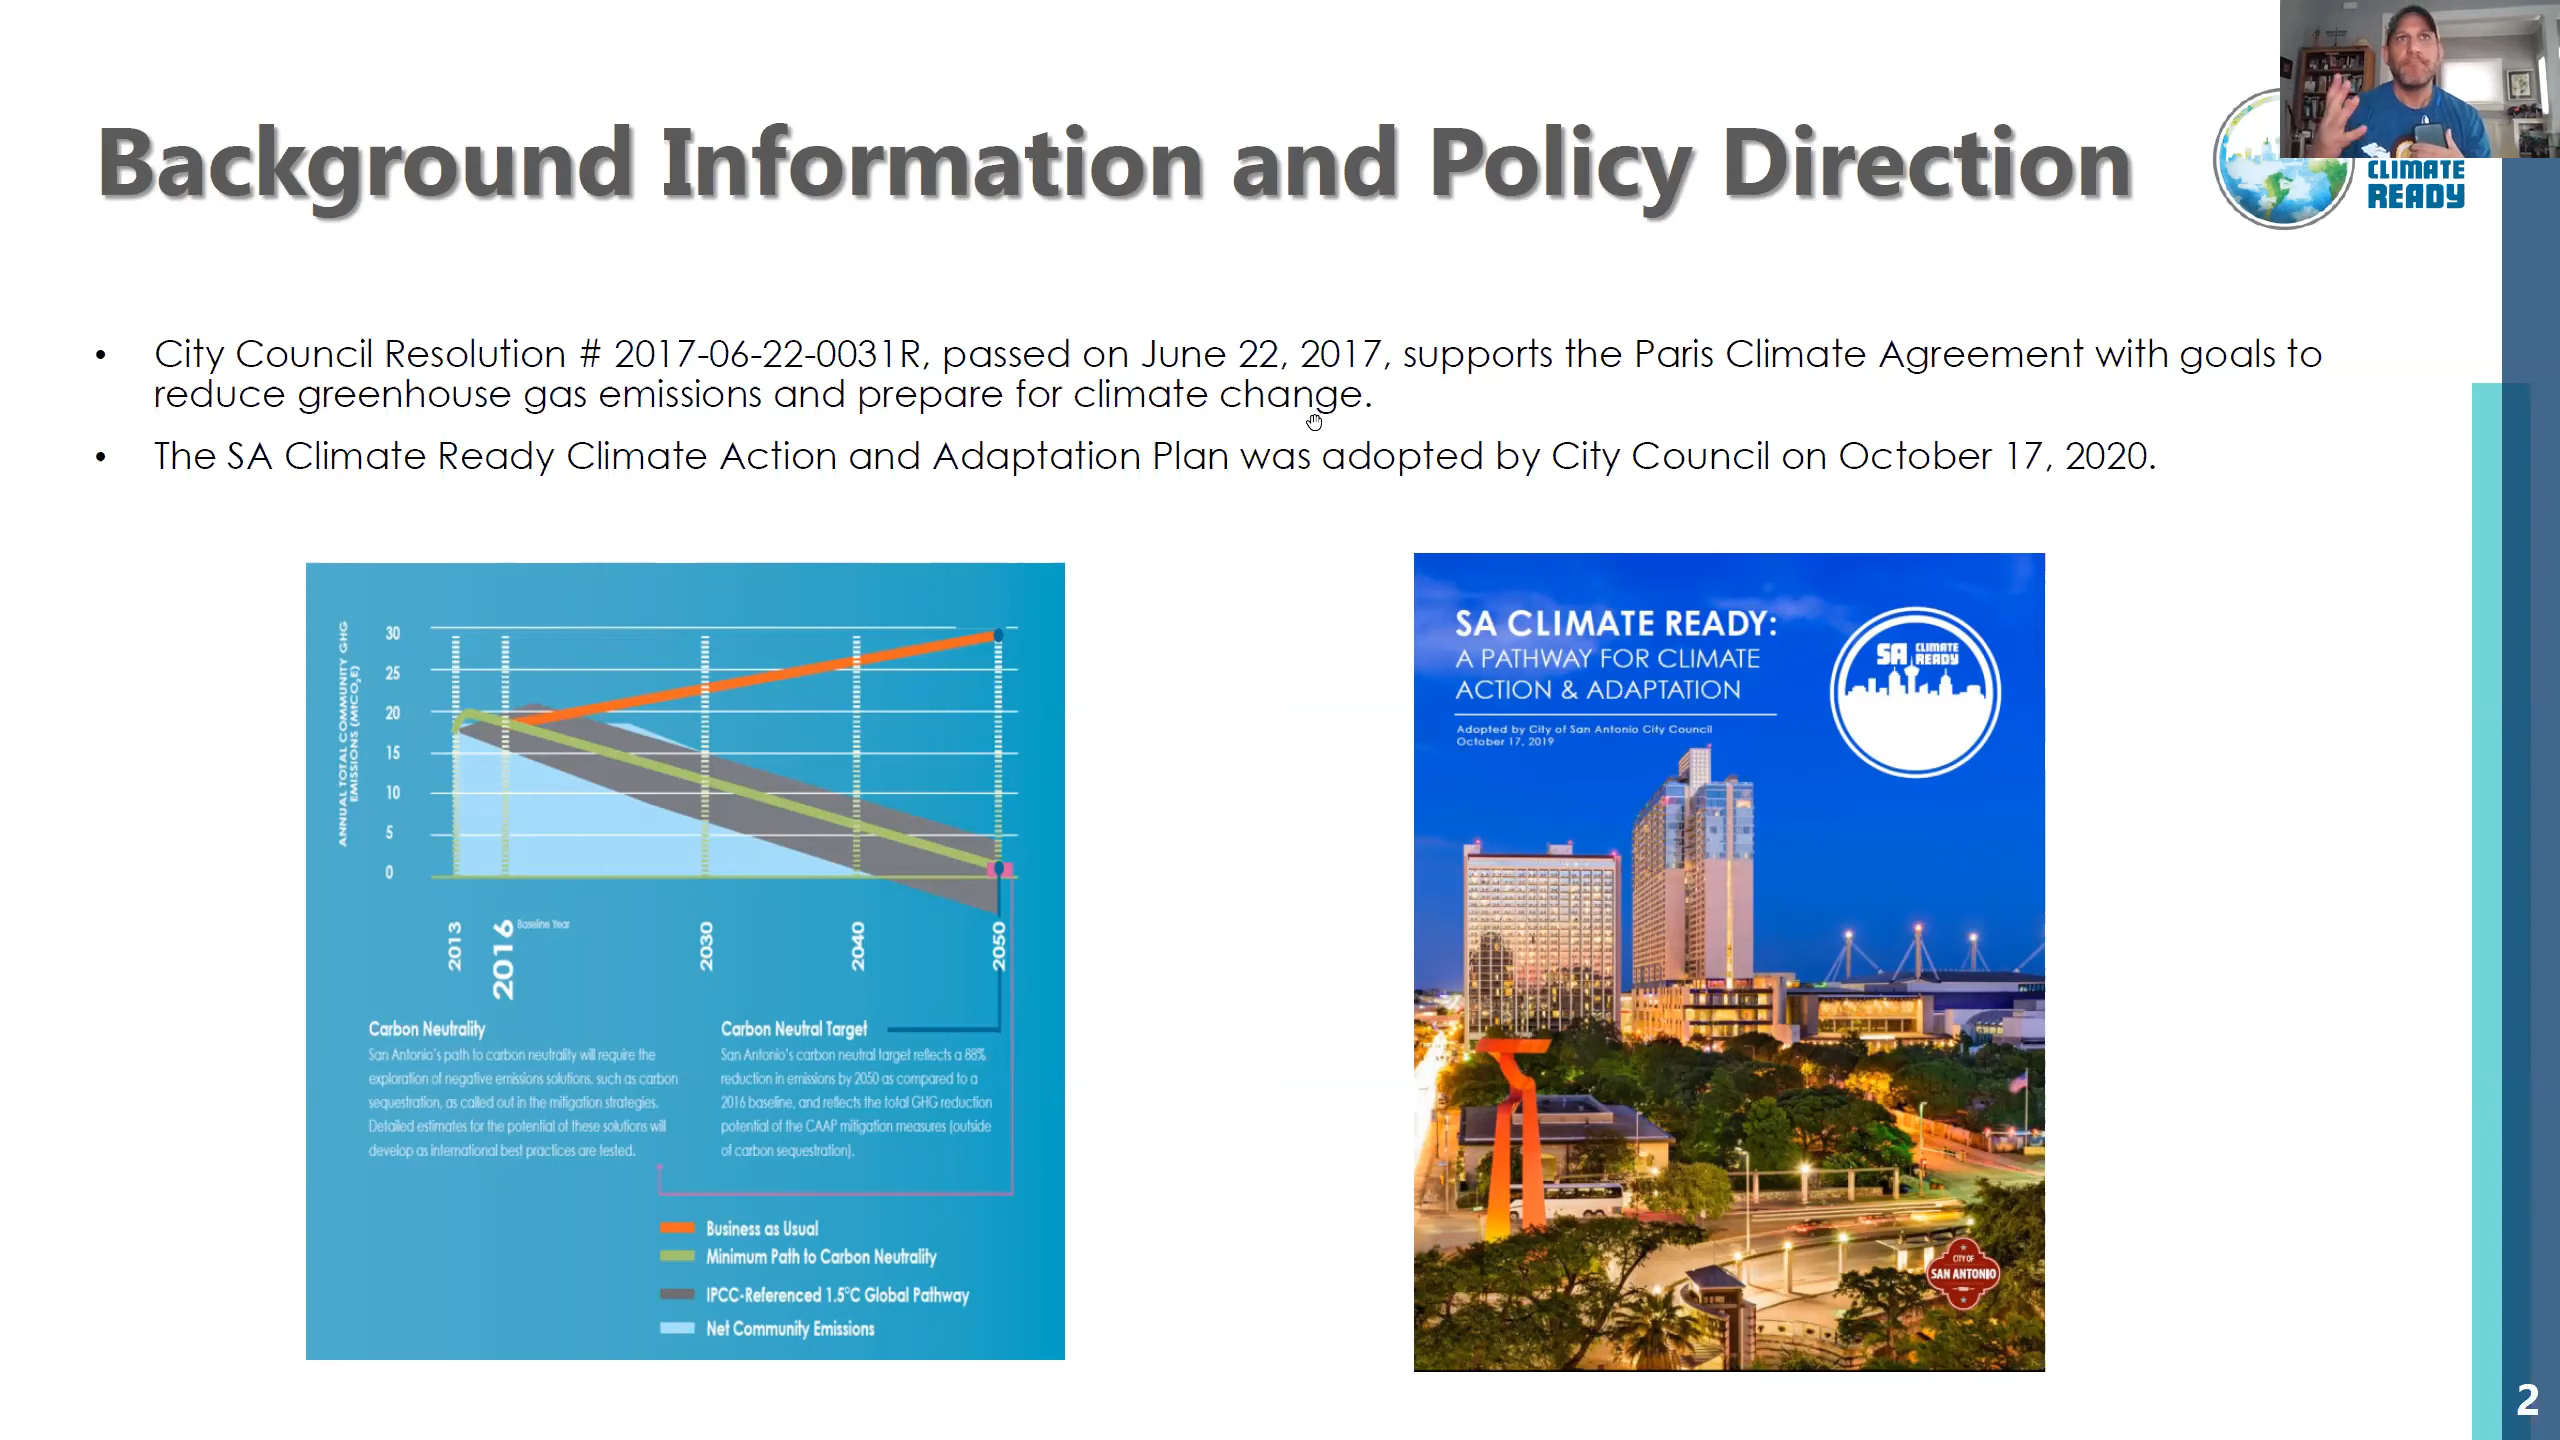 Background Information and Policy Direction
CLIMATE
READY
• City Council Resolution # 2017-06-22-0031R, passed on June 22, 2017, supports the Paris Climate Agreement with goals to
reduce greenhouse gas emissions and prepare for climate change.
• The SA Climate Ready Climate Action and Adaptation Plan was adopted by City Council on October 17, 2020.
ANNUAL TOTAL COMMUNITY GHG
EMISSIONS (MtCO₂E)
30
25
20
15
10
5
0
2013
2016
Baseline Year
2030
2040
2050
Carbon Neutrality
San Antonio's path to carbon neutrality will require the
exploration of negative emissions solutions, such as carbon
sequestration, as called out in the mitigation strategies.
Detailed estimates for the potential of these solutions will
develop as international best practices are tested.
Carbon Neutral Target
San Antonio's carbon neutral target reflects a 88%
reduction in emissions by 2050 as compared to a
2016 baseline, and reflects the total GHG reduction
potential of the CAAP mitigation measures (outside
of carbon sequestration).
Business as Usual
Minimum Path to Carbon Neutrality
IPCC-Referenced 1.5°C Global Pathway
Net Community Emissions
SA CLIMATE READY:
A PATHWAY FOR CLIMATE
ACTION & ADAPTATION
Adopted by City of San Antonio City Council
October 17, 2019
SA CLIMATE
READY
CITY OF
SAN ANTONIO
2